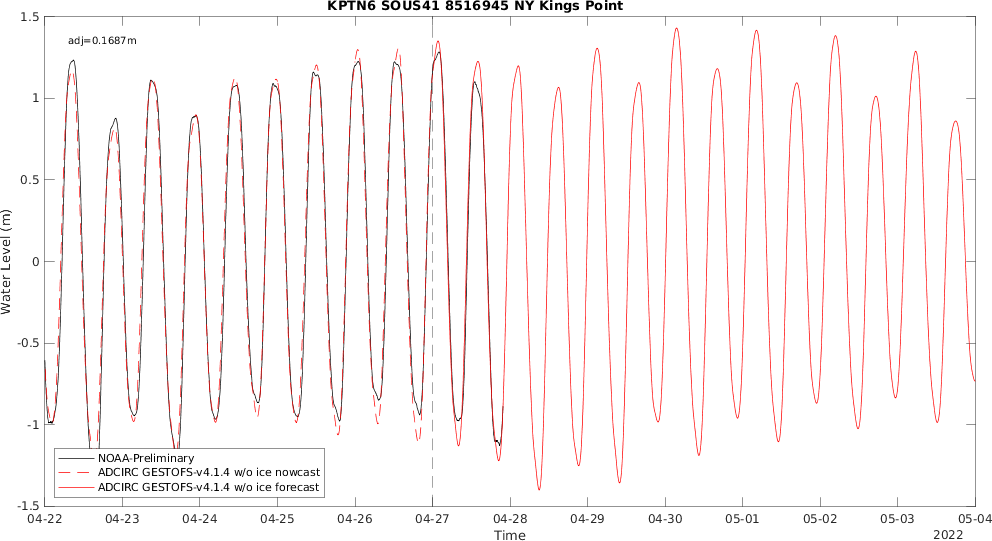 KPTN6 SOUS41 8516945 NY Kings Point
adj=0.1687m
Water Level (m)
1.5
1
0.5
0
-0.5
-1
-1.5
NOAA-Preliminary
ADCIRC GESTOFS-v4.1.4 w/o ice nowcast
ADCIRC GESTOFS-v4.1.4 w/o ice forecast
04-22 04-23 04-24 04-25 04-26 04-27 04-28 04-29 04-30 05-01 05-02 05-03 05-04
Time
2022